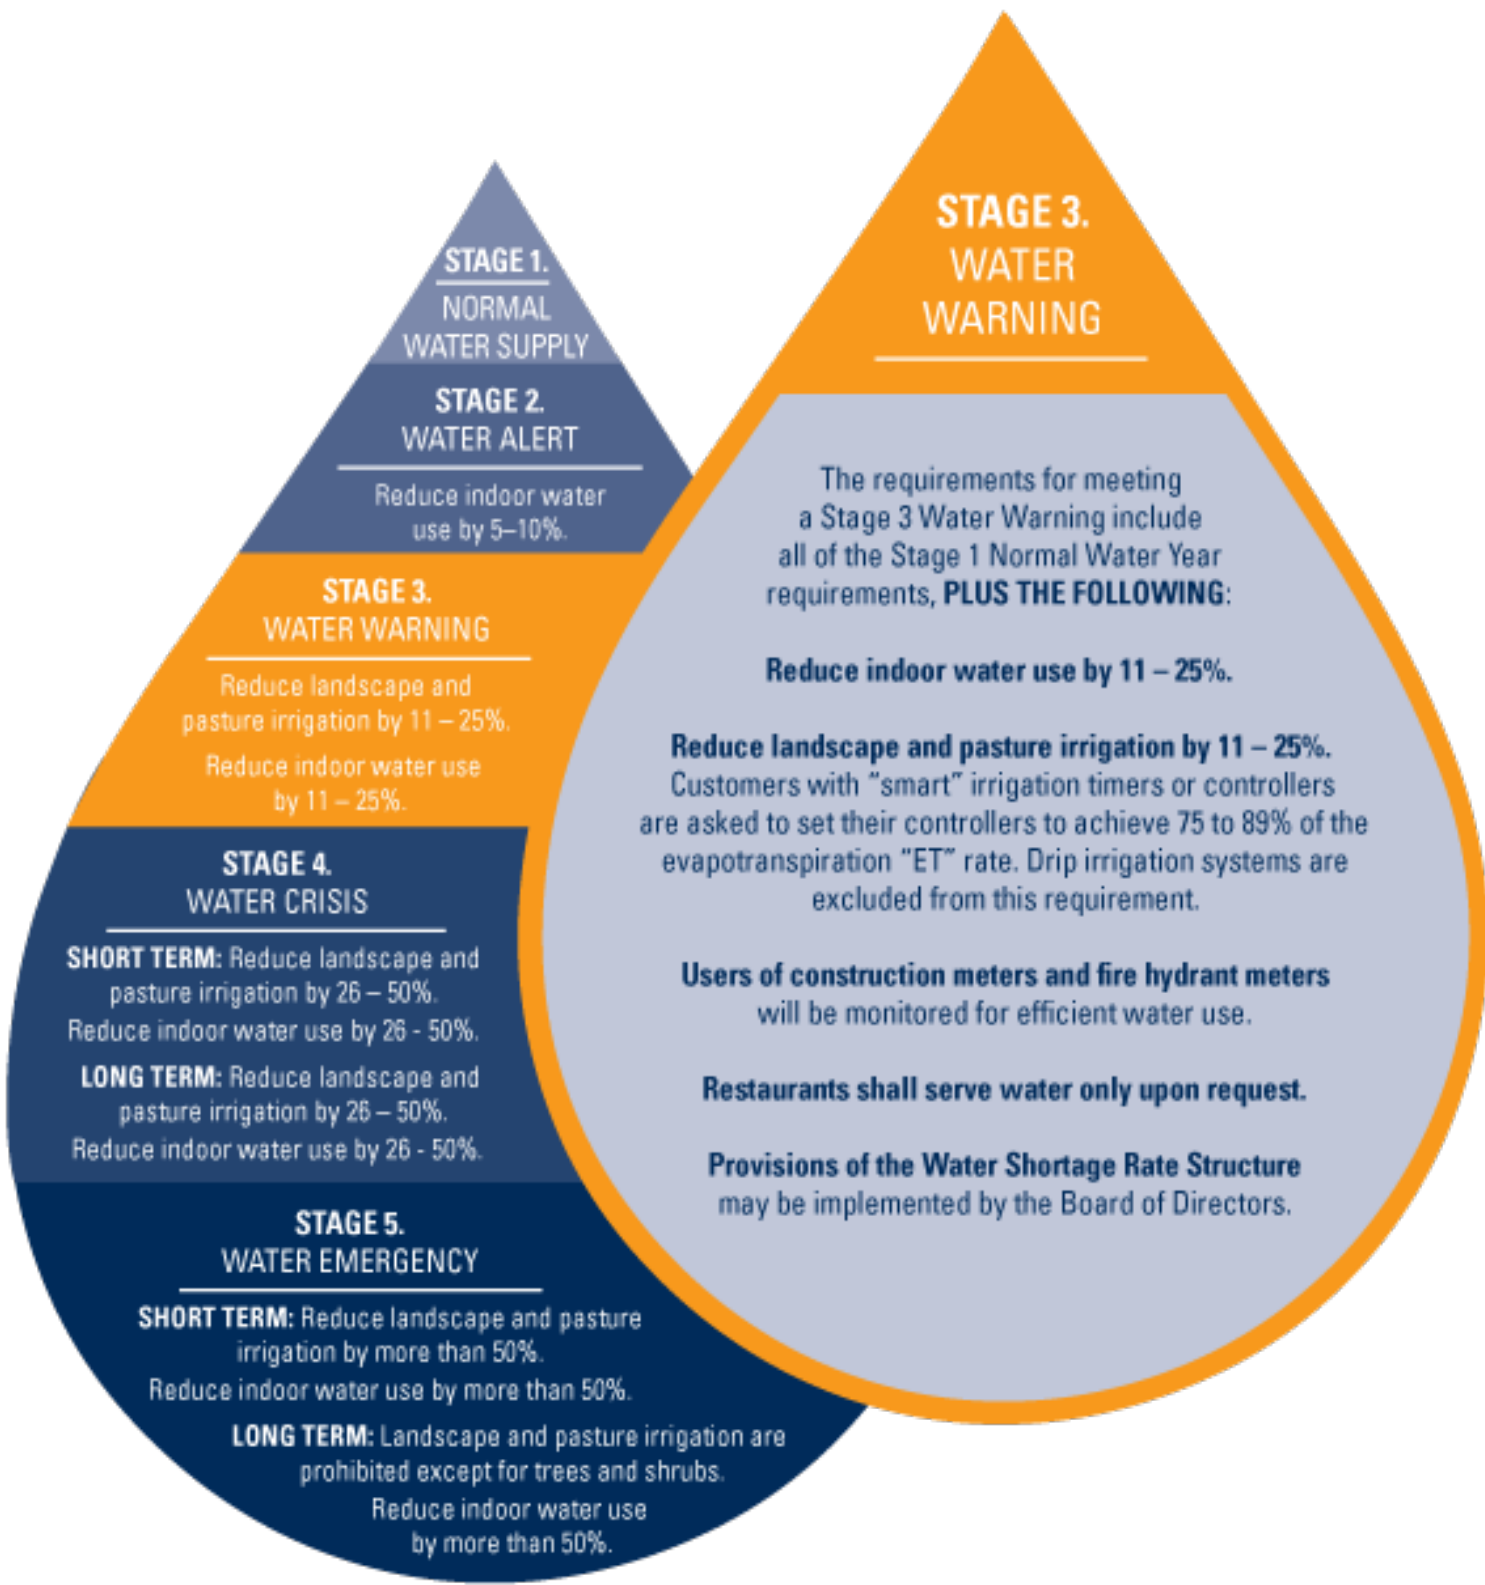 STAGE 1.
NORMAL
WATER SUPPLY
STAGE 2.
WATER ALERT
Reduce indoor water
use by 5–10%.
STAGE 3.
WATER WARNING
Reduce landscape and
pasture irrigation by 11 – 25%.
Reduce indoor water use
by 11 – 25%.
STAGE 4.
WATER CRISIS
SHORT TERM: Reduce landscape and
pasture irrigation by 26 – 50%.
Reduce indoor water use by 26 - 50%.
LONG TERM: Reduce landscape and
pasture irrigation by 26 – 50%.
Reduce indoor water use by 26 - 50%.
STAGE 5.
WATER EMERGENCY
SHORT TERM: Reduce landscape and pasture
irrigation by more than 50%.
Reduce indoor water use by more than 50%.
LONG TERM: Landscape and pasture irrigation are
prohibited except for trees and shrubs.
Reduce indoor water use
by more than 50%.
STAGE 3.
WATER
WARNING
The requirements for meeting
a Stage 3 Water Warning include
all of the Stage 1 Normal Water Year
requirements, PLUS THE FOLLOWING:
Reduce indoor water use by 11 – 25%.
Reduce landscape and pasture irrigation by 11 – 25%.
Customers with “smart” irrigation timers or controllers
are asked to set their controllers to achieve 75 to 89% of the
evapotranspiration “ET” rate. Drip irrigation systems are
excluded from this requirement.
Users of construction meters and fire hydrant meters
will be monitored for efficient water use.
Restaurants shall serve water only upon request.
Provisions of the Water Shortage Rate Structure
may be implemented by the Board of Directors.